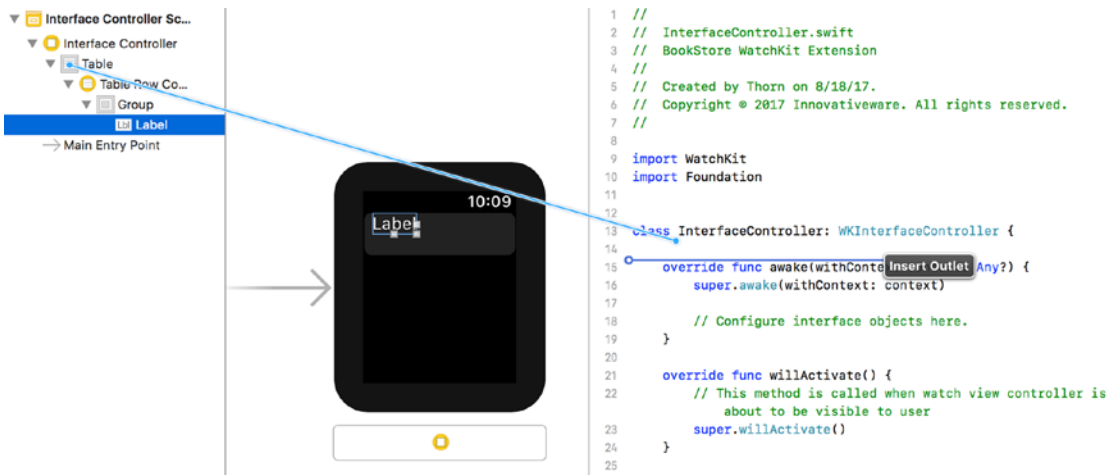 Interface Controller Sc...
Interface Controller
Table
Table Row Co...
Group
Lbl Label
Main Entry Point
10:09
Label
1 //
2 //  InterfaceController.swift
3 //  BookStore WatchKit Extension
4 //
5 //  Created by Thorn on 8/18/17.
6 //  Copyright © 2017 Innovativeware. All rights reserved.
7 //
8
9 import WatchKit
10 import Foundation
11
12
13 class InterfaceController: WKInterfaceController {
14
15     override func awake(withConte Insert Outlet Any?) {
16         super.awake(withContext: context)
17
18         // Configure interface objects here.
19     }
20
21     override func willActivate() {
22         // This method is called when watch view controller is
about to be visible to user
23         super.willActivate()
24     }
25